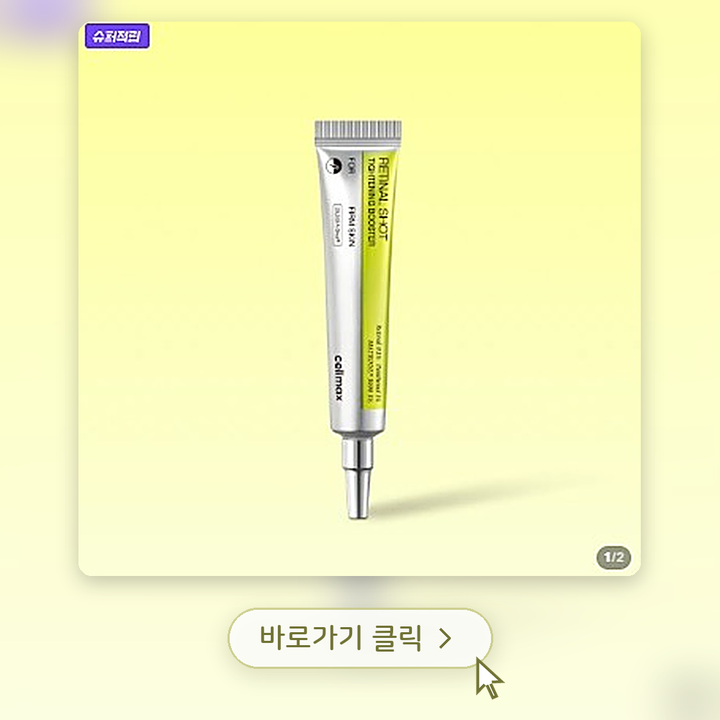 슈퍼적립
RETINAL SHOT
TIGHTENING BOOSTER
FOR
FIRM SKIN
celimax
1/2
바로가기 클릭 >